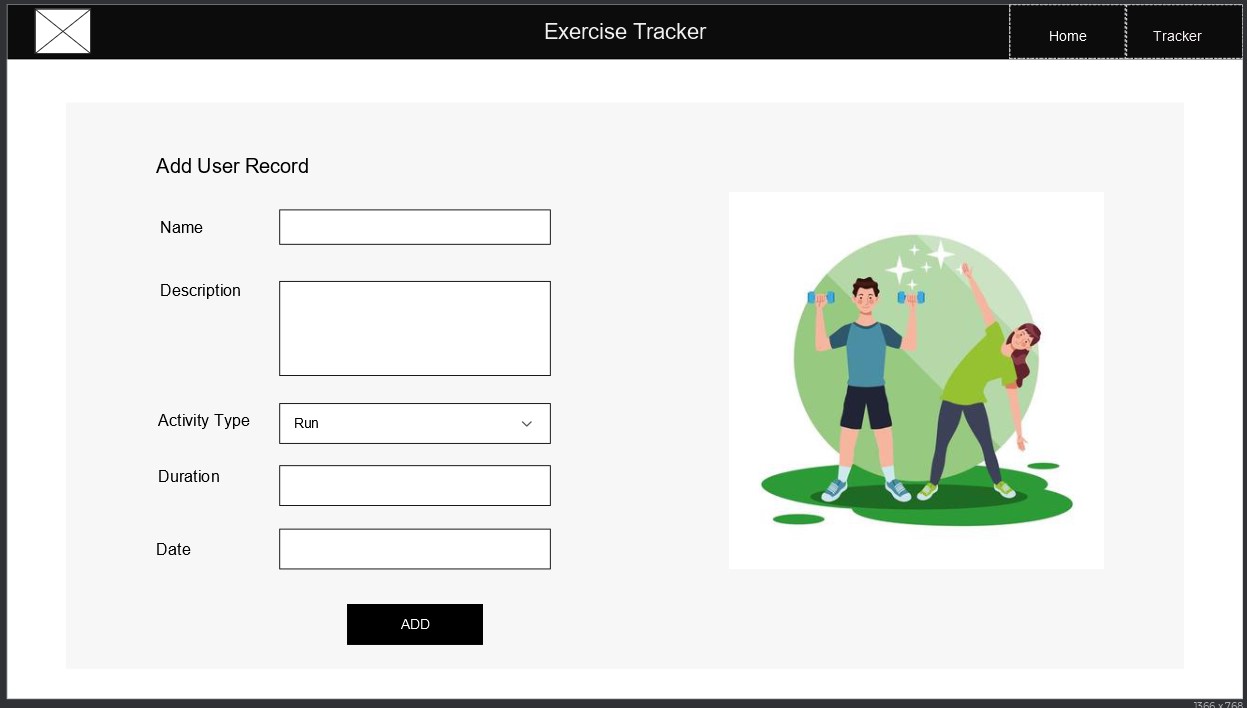 Exercise Tracker
Home
Tracker
Add User Record
Name
Description
Activity Type
Run
Duration
Date
ADD
1366 x 768